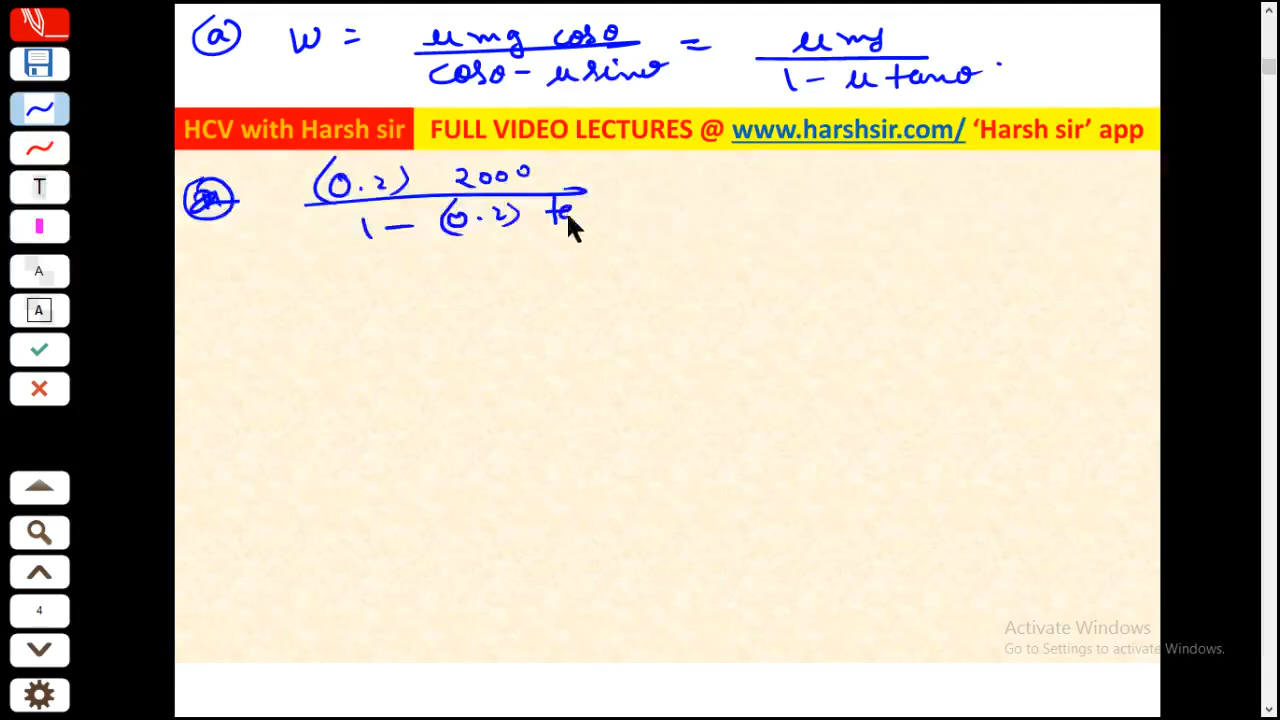 (a) W = μmg cosθ / cosθ - μ sinθ = μmg / 1 - μ tanθ .
HCV with Harsh sir FULL VIDEO LECTURES @ www.harshsir.com/ 'Harsh sir' app
(0.2) 2000 / 1 - (0.2)
T
A
A
4
Activate Windows
Go to Settings to activate Windows.